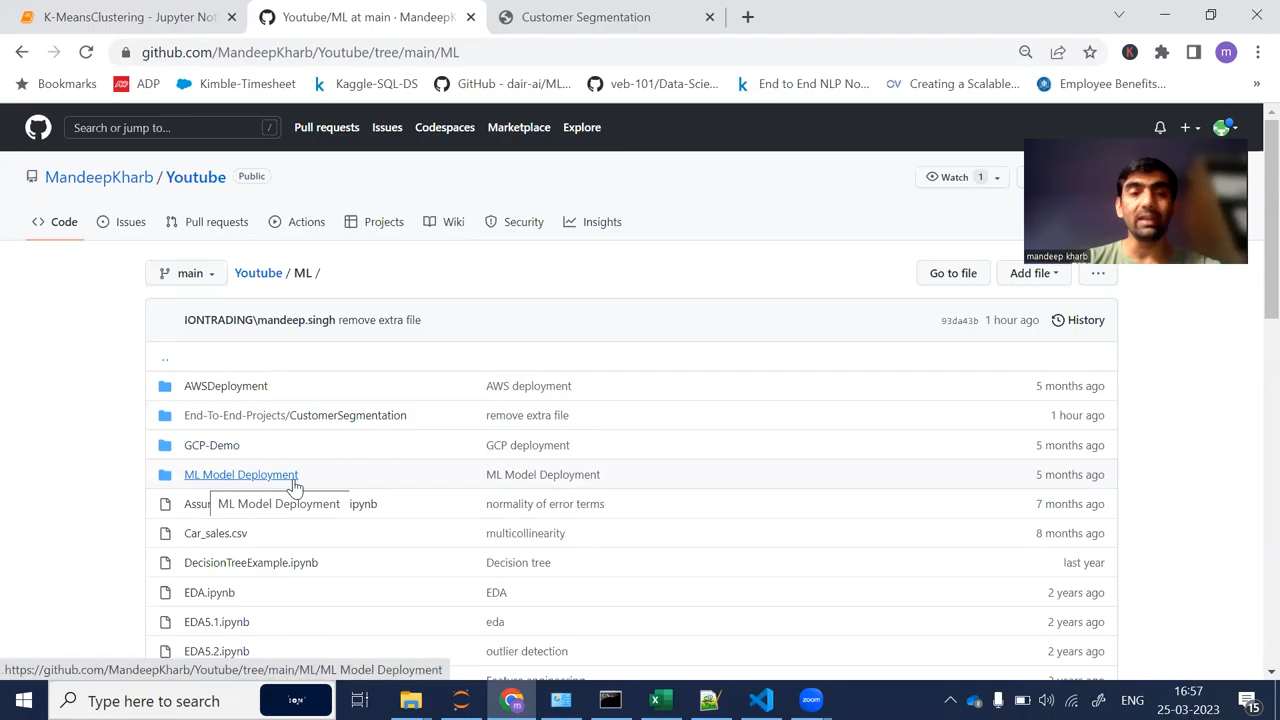 K-MeansClustering - Jupyter Not
Youtube/ML at main · MandeepK
Customer Segmentation
github.com/MandeepKharb/Youtube/tree/main/ML
Bookmarks
ADP
Kimble-Timesheet
Kaggle-SQL-DS
GitHub - dair-ai/ML...
veb-101/Data-Scie...
End to End NLP No...
Creating a Scalable...
Employee Benefits...
Search or jump to...
/
Pull requests
Issues
Codespaces
Marketplace
Explore
MandeepKharb / Youtube
Public
Watch 1
Code
Issues
Pull requests
Actions
Projects
Wiki
Security
Insights
mandeep kharb
main
Youtube / ML /
Go to file
Add file
IONTRADING\mandeep.singh remove extra file
93da43b 1 hour ago
History
..
AWSDeployment AWS deployment 5 months ago
End-To-End-Projects/CustomerSegmentation remove extra file 1 hour ago
GCP-Demo GCP deployment 5 months ago
ML Model Deployment ML Model Deployment 5 months ago
Assu ML Model Deployment ipynb normality of error terms 7 months ago
Car_sales.csv multicollinearity 8 months ago
DecisionTreeExample.ipynb Decision tree last year
EDA.ipynb EDA 2 years ago
EDA5.1.ipynb eda 2 years ago
EDA5.2.ipynb outlier detection 2 years ago
https://github.com/MandeepKharb/Youtube/tree/main/ML/ML Model Deployment
Type here to search
ENG
16:57
25-03-2023
15